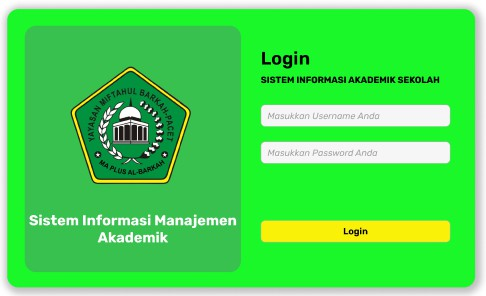 YAYASAN MIFTAHUL BARKAH-PACET
MA PLUS AL-BARKAH
Sistem Informasi Manajemen
Akademik
Login
SISTEM INFORMASI AKADEMIK SEKOLAH
Masukkan Username Anda
Masukkan Password Anda
Login